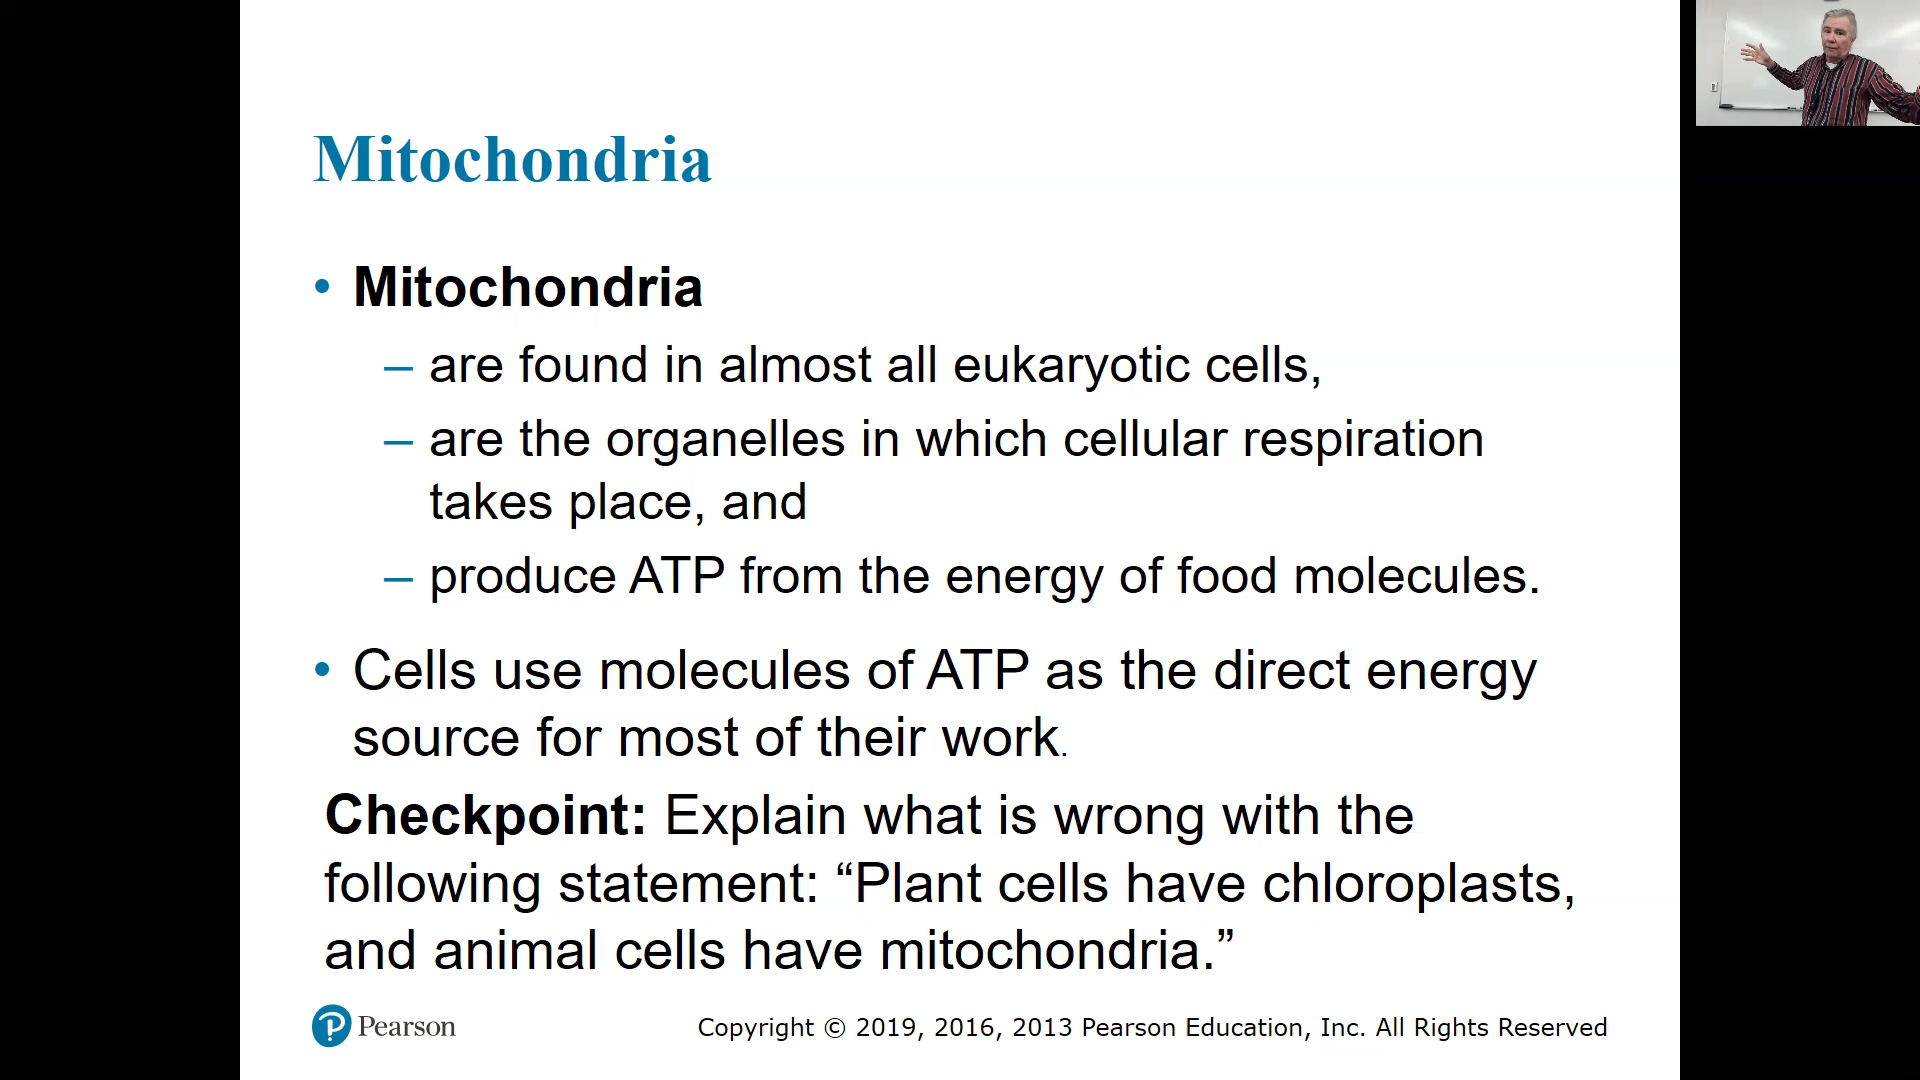 Mitochondria
• Mitochondria
– are found in almost all eukaryotic cells,
– are the organelles in which cellular respiration
takes place, and
– produce ATP from the energy of food molecules.
• Cells use molecules of ATP as the direct energy
source for most of their work.
Checkpoint: Explain what is wrong with the
following statement: “Plant cells have chloroplasts,
and animal cells have mitochondria.”
Pearson
Copyright © 2019, 2016, 2013 Pearson Education, Inc. All Rights Reserved